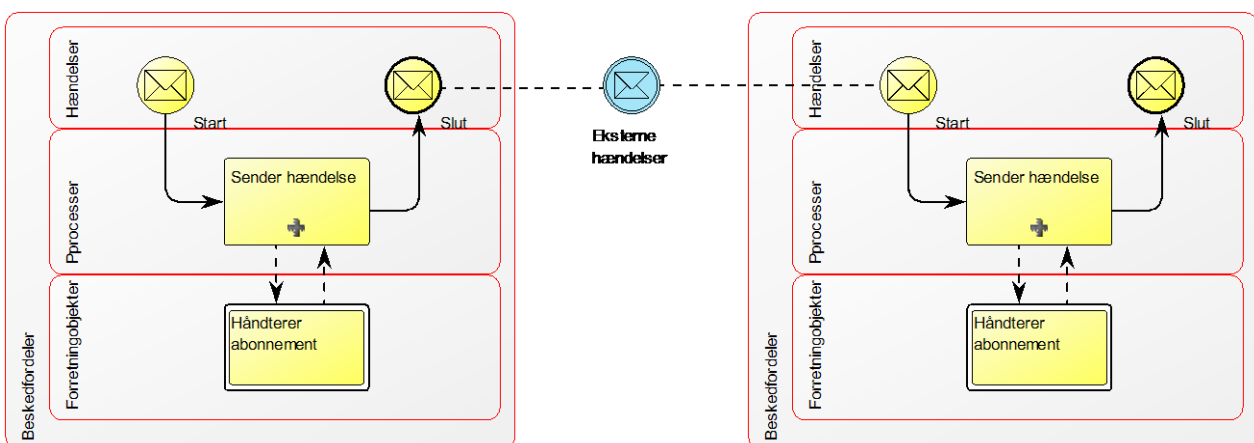 Beskedfordeler
Hændelser
Start
Slut
Pprocesser
Sender hændelse
Forretningobjekter
Håndterer
abonnement
Eksterne
hændelser
Beskedfordeler
Hændelser
Start
Slut
Pprocesser
Sender hændelse
Forretningobjekter
Håndterer
abonnement